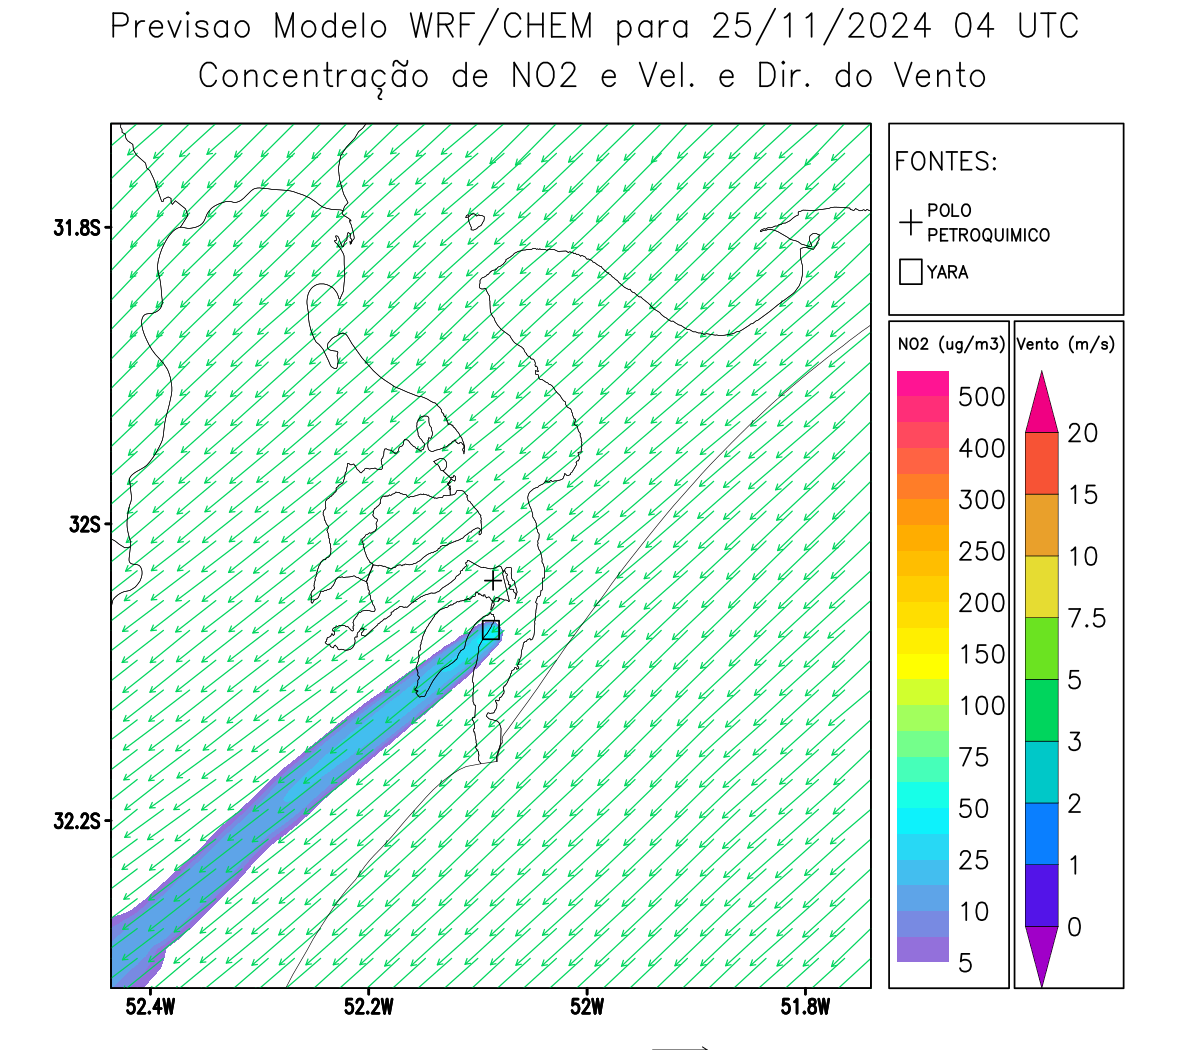 Previsao Modelo WRF/CHEM para 25/11/2024 04 UTC
Concentração de NO2 e Vel. e Dir. do Vento
FONTES:
POLO
PETROQUIMICO
YARA
NO2 (ug/m3)
500
400
300
250
200
150
100
75
50
25
10
5
Vento (m/s)
20
15
10
7.5
5
3
2
1
0
31.8S
32S
32.2S
52.4W
52.2W
52W
51.8W